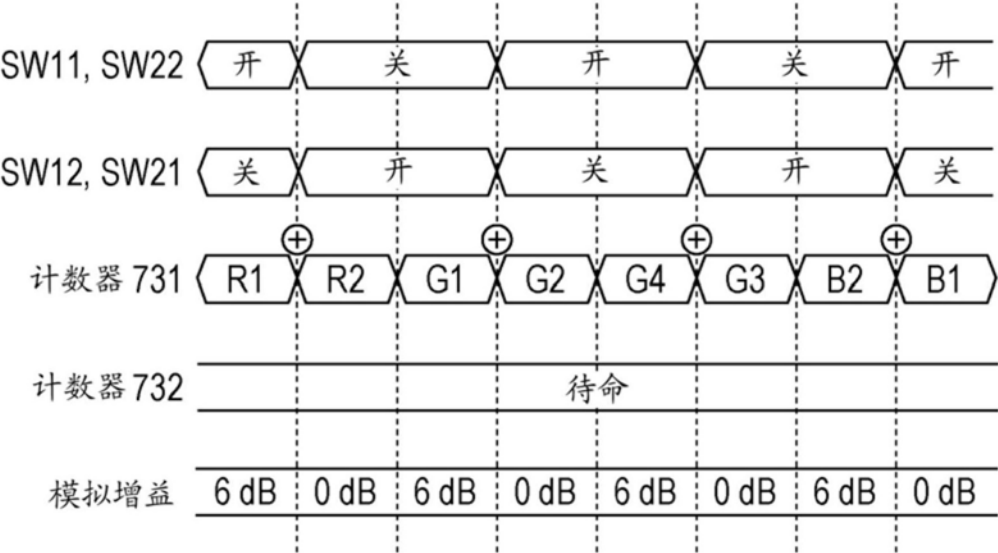 SW11, SW22 开 关 开 关 开
SW12, SW21 关 开 关 开 关
+ + + +
计数器 731 R1 R2 G1 G2 G4 G3 B2 B1
计数器 732 待命
模拟增益 6 dB 0 dB 6 dB 0 dB 6 dB 0 dB 6 dB 0 dB